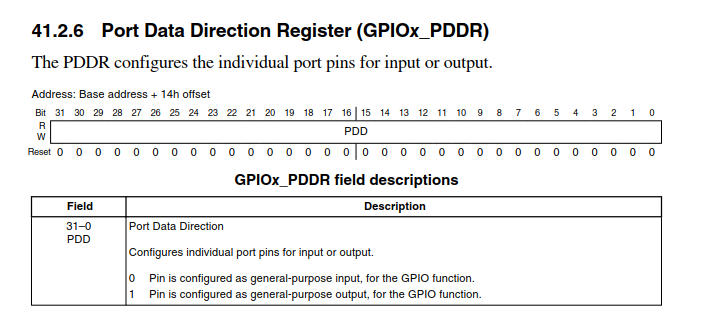 41.2.6 Port Data Direction Register (GPIOx_PDDR)
The PDDR configures the individual port pins for input or output.
Address: Base address + 14h offset
Bit 31 30 29 28 27 26 25 24 23 22 21 20 19 18 17 16 15 14 13 12 11 10 9 8 7 6 5 4 3 2 1 0
R
PDD
W
Reset 0 0 0 0 0 0 0 0 0 0 0 0 0 0 0 0 0 0 0 0 0 0 0 0 0 0 0 0 0 0 0 0
GPIOx_PDDR field descriptions
Field Description
31–0 Port Data Direction
PDD
Configures individual port pins for input or output.
0 Pin is configured as general-purpose input, for the GPIO function.
1 Pin is configured as general-purpose output, for the GPIO function.